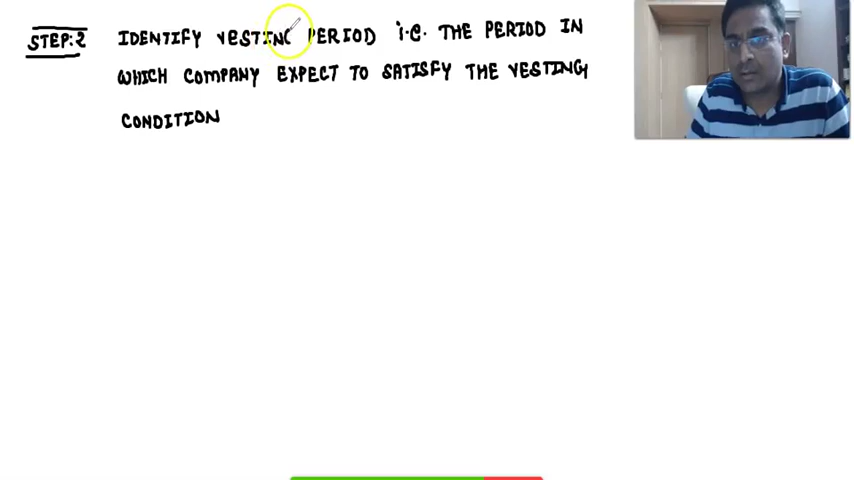 STEP:2 IDENTIFY VESTING PERIOD i.e. THE PERIOD IN
WHICH COMPANY EXPECT TO SATISFY THE VESTING
CONDITION